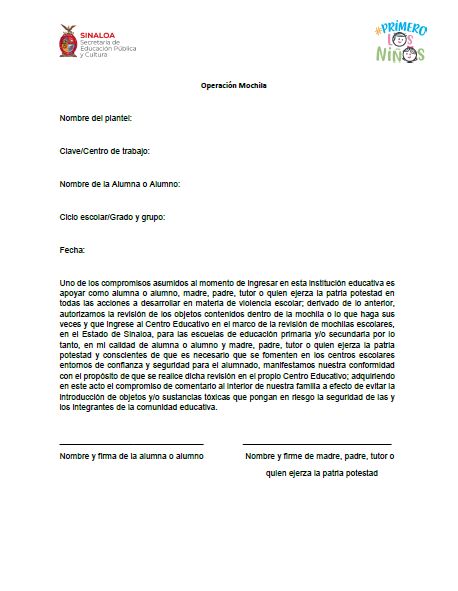 SINALOA
Secretaría de
Educación Pública
y Cultura
#PRIMERO
LOS
NIÑOS
Operación Mochila
Nombre del plantel:
Clave/Centro de trabajo:
Nombre de la Alumna o Alumno:
Ciclo escolar/Grado y grupo:
Fecha:
Uno de los compromisos asumidos al momento de ingresar en esta institución educativa es
apoyar como alumna o alumno, madre, padre, tutor o quien ejerza la patria potestad en
todas las acciones a desarrollar en materia de violencia escolar; derivado de lo anterior,
autorizamos la revisión de los objetos contenidos dentro de la mochila o lo que haga sus
veces y que ingrese al Centro Educativo en el marco de la revisión de mochilas escolares,
en el Estado de Sinaloa, para las escuelas de educación primaria y/o secundaria por lo
tanto, en mi calidad de alumna o alumno y madre, padre, tutor o quien ejerza la patria
potestad y conscientes de que es necesario que se fomenten en los centros escolares
entornos de confianza y seguridad para el alumnado, manifestamos nuestra conformidad
con el propósito de que se realice dicha revisión en el propio Centro Educativo; adquiriendo
en este acto el compromiso de comentarlo al interior de nuestra familia a efecto de evitar la
introducción de objetos y/o sustancias tóxicas que pongan en riesgo la seguridad de las y
los integrantes de la comunidad educativa.
Nombre y firma de la alumna o alumno
Nombre y firme de madre, padre, tutor o
quien ejerza la patria potestad